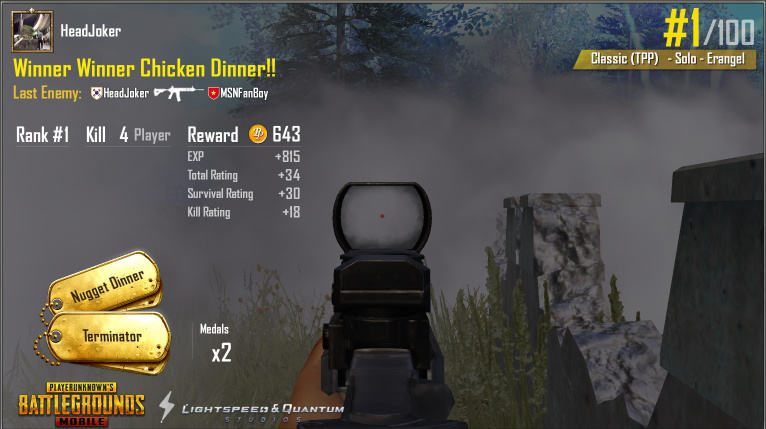 HeadJoker
#1/100
Classic (TPP) - Solo - Erangel
Winner Winner Chicken Dinner!!
Last Enemy: HeadJoker MSNFanBoy
Rank #1 Kill 4 Player Reward 643
EXP +815
Total Rating +34
Survival Rating +30
Kill Rating +18
Nugget Dinner
Terminator
Medals
x2
PLAYERUNKNOWN'S
BATTLEGROUNDS
MOBILE
LIGHTSPEED & QUANTUM
STUDIOS